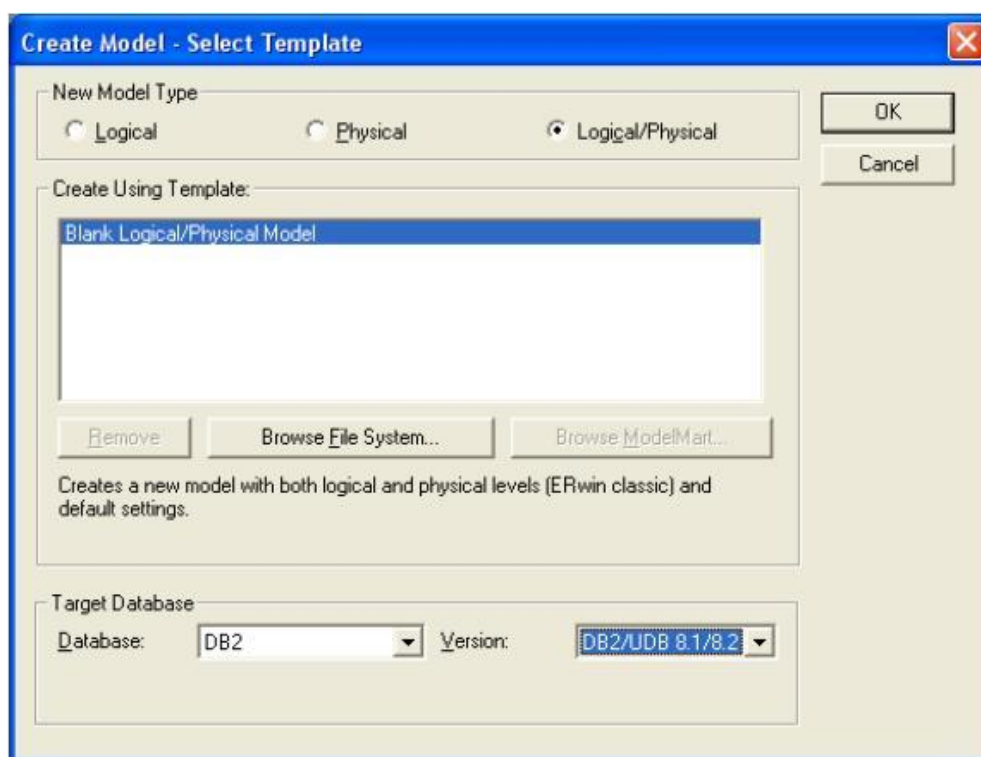 Create Model - Select Template
New Model Type
Logical Physical Logical/Physical
OK
Cancel
Create Using Template:
Blank Logical/Physical Model
Remove Browse File System... Browse ModelMart...
Creates a new model with both logical and physical levels (ERwin classic) and
default settings.
Target Database
Database: DB2 Version: DB2/UDB 8.1/8.2